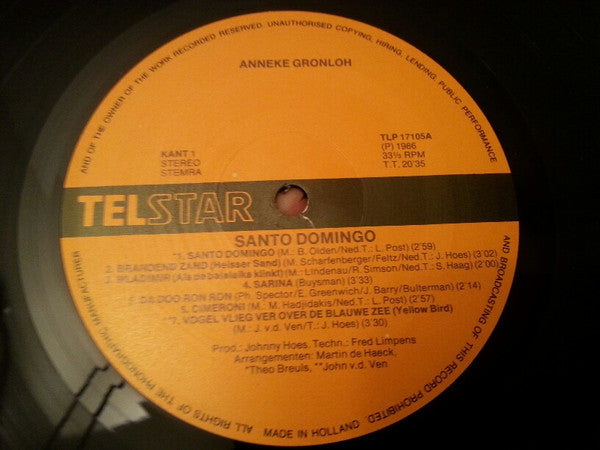 AND OF THE OWNER OF THE WORK RECORDED RESERVED. UNAUTHORISED COPYING, HIRING, LENDING, PUBLIC PERFORMANCE
ANNEKE GRONLOH
KANT 1
STEREO
STEMRA
TLP 17105A
(P) 1986
33⅓ RPM
T.T. 20'35
TELSTAR
SANTO DOMINGO
*1. SANTO DOMINGO (M.: B. Olden/Ned.T.: L. Post) (2'59)
2. BRANDEND ZAND (Heisser Sand) (M. Scharfenberger/Feltz/Ned.T.: J. Hoes) (3'02)
3. WLADIMIR (Als de balalaika klinkt) (M.: Lindenau/R. Simson/Ned.T.: S. Haag) (2'00)
4. SARINA (Buysman) (3'33)
5. DA DOO RON RON (Ph. Spector/E. Greenwich/J. Barry/Bulterman) (2'14)
6. CIMERONI (M.: M. Hadjidakis/Ned.T.: L. Post) (2'57)
**7. VOGEL VLIEG VER OVER DE BLAUWE ZEE (Yellow Bird)
(M.: J. v.d. Ven/T.: J. Hoes) (3'30)
Prod.: Johnny Hoes, Techn.: Fred Limpens
Arrangementen: Martin de Haeck,
*Theo Breuls, **John v.d. Ven
AND BROADCASTING OF THIS RECORD PROHIBITED. MADE IN HOLLAND ALL RIGHTS OF THE PHONOGRAPHIC MANUFACTURER